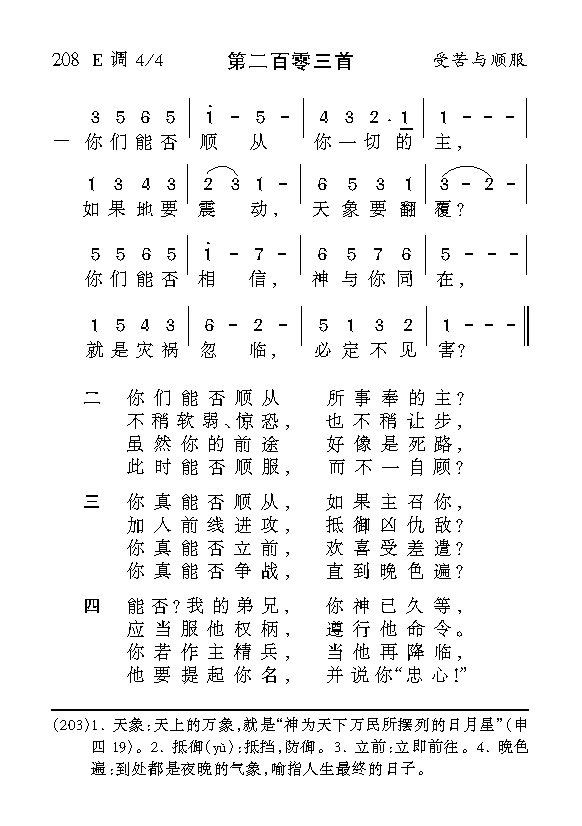 208 E 调 4/4 第二百零三首 受苦与顺服
3 5 6 5 | i - 5 - | 4 3 2 · 1 | 1 - - - |
一 你们能否 顺 从 你一切的 主，
1 3 4 3 | 2 3 1 - | 6 5 3 1 | 3 - 2 - |
如果地要 震 动， 天象要翻 覆？
5 5 6 5 | i - 7 - | 6 5 7 6 | 5 - - - |
你们能否 相 信， 神与你同 在，
1 5 4 3 | 6 - 2 - | 5 1 3 2 | 1 - - - ‖
就是灾祸 忽 临， 必定不见 害？
二 你们能否顺从 所事奉的主？
不稍软弱、惊恐， 也不稍让步，
虽然你的前途 好像是死路，
此时能否顺服， 而不一自顾？
三 你真能否顺从， 如果主召你，
加入前线进攻， 抵御凶仇敌？
你真能否立前， 欢喜受差遣？
你真能否争战， 直到晚色遍？
四 能否？我的弟兄， 你神已久等，
应当服他权柄， 遵行他命令。
你若作主精兵， 当他再降临，
他要提起你名， 并说你“忠心！”
(203)1. 天象：天上的万象，就是“神为天下万民所摆列的日月星”（申
四 19）。2. 抵御(yù)：抵挡，防御。3. 立前：立即前往。4. 晚色
遍：到处都是夜晚的气象，喻指人生最终的日子。